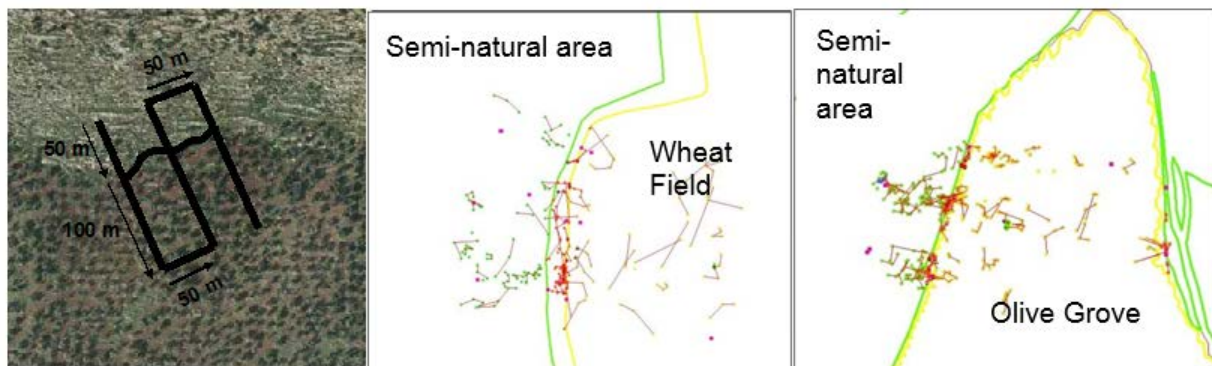 50 m
50 m
100 m
50 m
Semi-natural area
Wheat
Field
Semi-
natural
area
Olive Grove